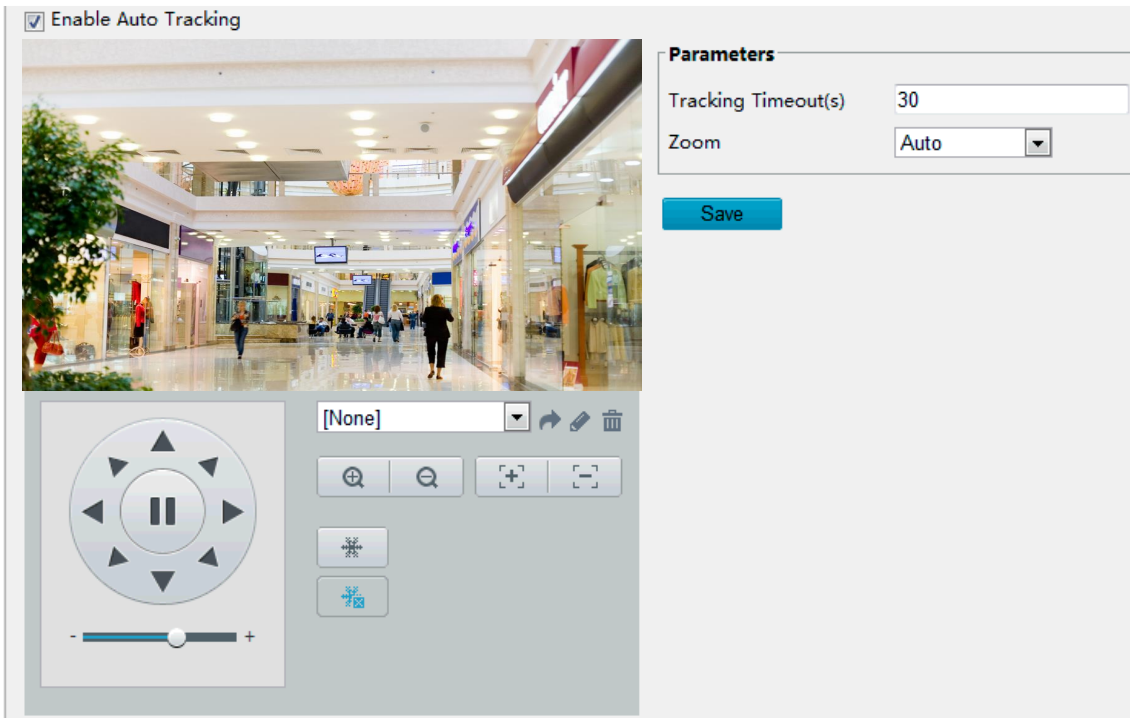 Enable Auto Tracking
Parameters
Tracking Timeout(s) 30
Zoom Auto
Save
[None]
- +